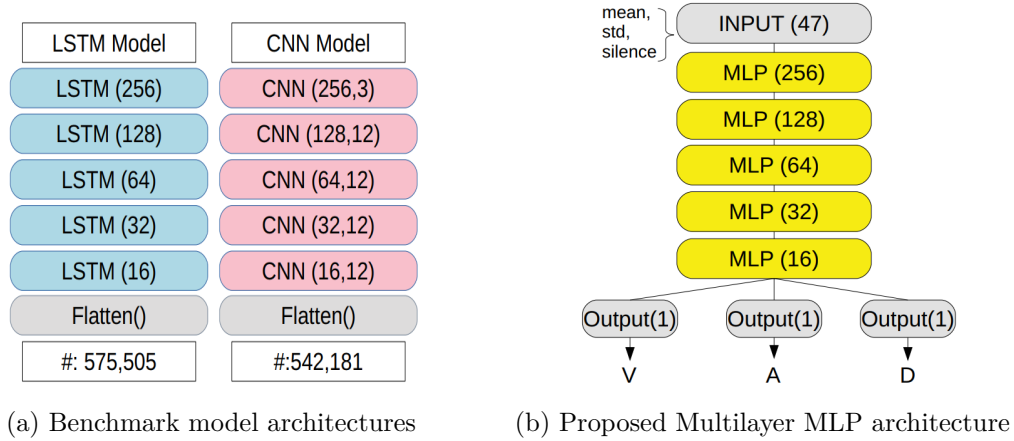 LSTM Model
LSTM (256)
LSTM (128)
LSTM (64)
LSTM (32)
LSTM (16)
Flatten()
#: 575,505
CNN Model
CNN (256,3)
CNN (128,12)
CNN (64,12)
CNN (32,12)
CNN (16,12)
Flatten()
#:542,181
(a) Benchmark model architectures
mean,
std,
silence
INPUT (47)
MLP (256)
MLP (128)
MLP (64)
MLP (32)
MLP (16)
Output(1) Output(1) Output(1)
V A D
(b) Proposed Multilayer MLP architecture